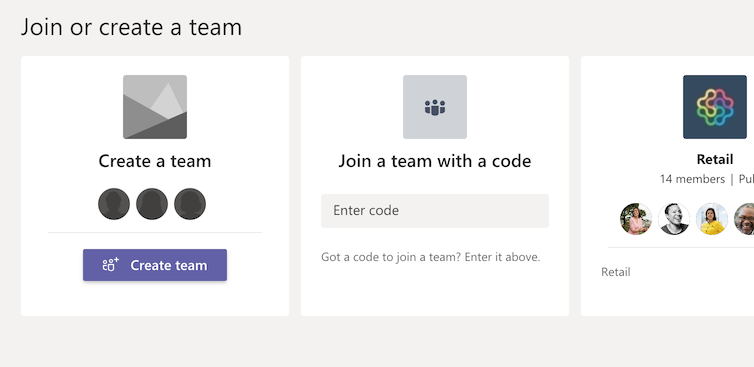 Join or create a team
Create a team
Create team
Join a team with a code
Enter code
Got a code to join a team? Enter it above.
Retail
14 members | Pu
Retail